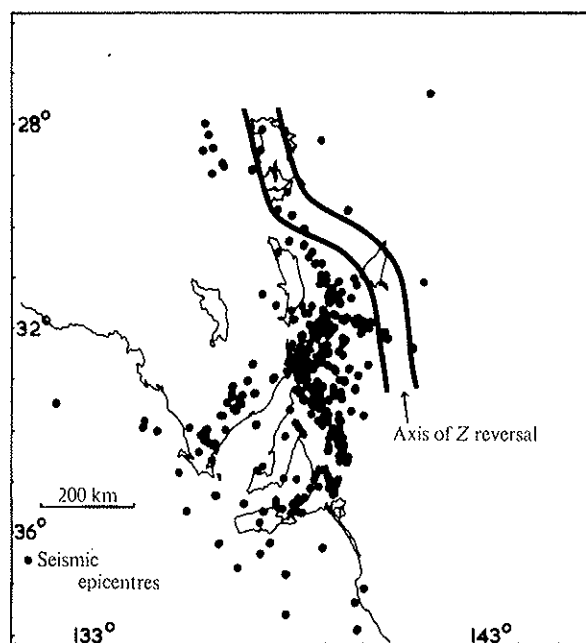 28°
32°
Axis of Z reversal
200 km
36°
Seismic
epicentres
133
143